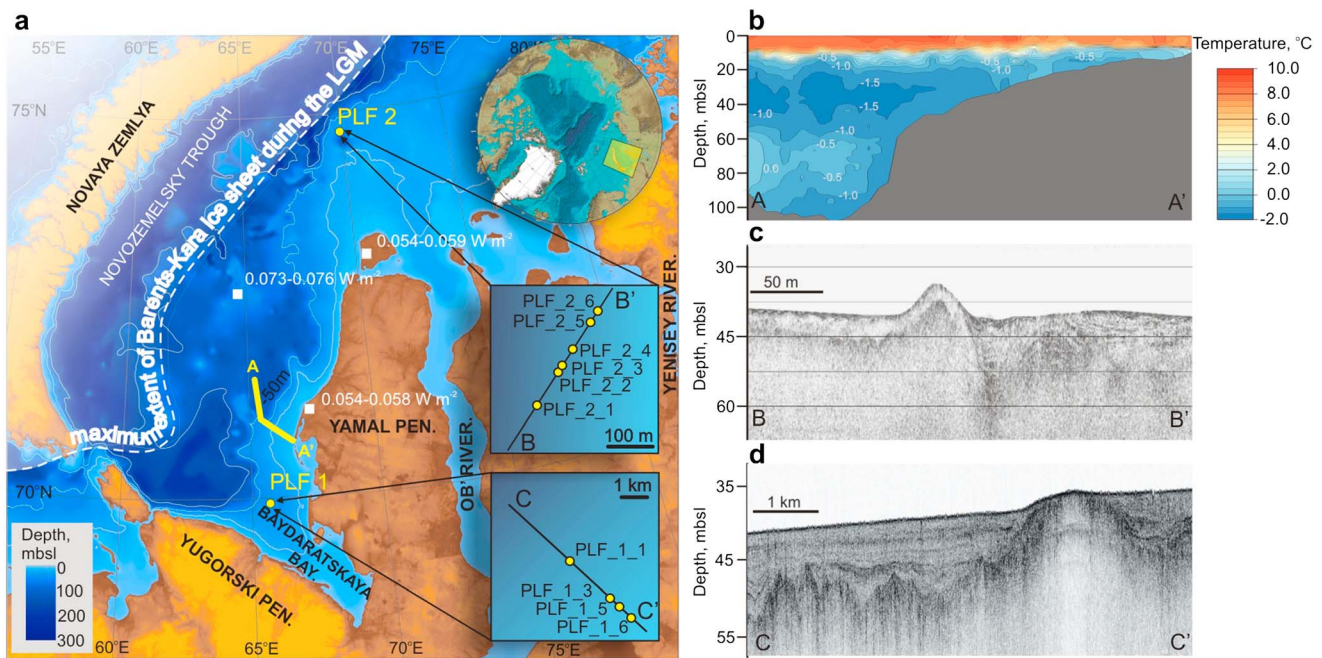 a
55°E
60°E
65°E
70°E
80°E
75°N
NOVAYA ZEMLYA
NOVOZEMELSKY TROUGH
maximum extent of Barents-Kara ice sheet during the LGM
PLF 2
0.054-0.059 W m⁻²
0.073-0.076 W m⁻²
A
50m
0.054-0.058 W m⁻²
A'
YAMAL PEN.
OB' RIVER.
YENISEY RIVER.
PLF 1
70°N
BAYDARATSKAYA
BAY.
YUGORSKI PEN.
Depth,
mbsl
0
100
200
300
60°E
65°E
70°E
75°E
PLF_2_6
B'
PLF_2_5
PLF_2_4
PLF_2_3
PLF_2_2
PLF_2_1
B
100 m
C
1 km
PLF_1_1
PLF_1_3
PLF_1_5
C'
PLF_1_6
b
Depth, mbsl
0
20
40
60
80
100
-0.5
-1.0
-0.5
-1.0
-0.5
-1.0
-1.5
-1.5
-1.0
-1.0
-0.5
0.6
-0.5
-1.0
A
A'
Temperature, °C
10.0
8.0
6.0
4.0
2.0
0.0
-2.0
c
Depth, mbsl
30
45
60
50 m
B
B'
d
Depth, mbsl
35
45
55
1 km
C
C'